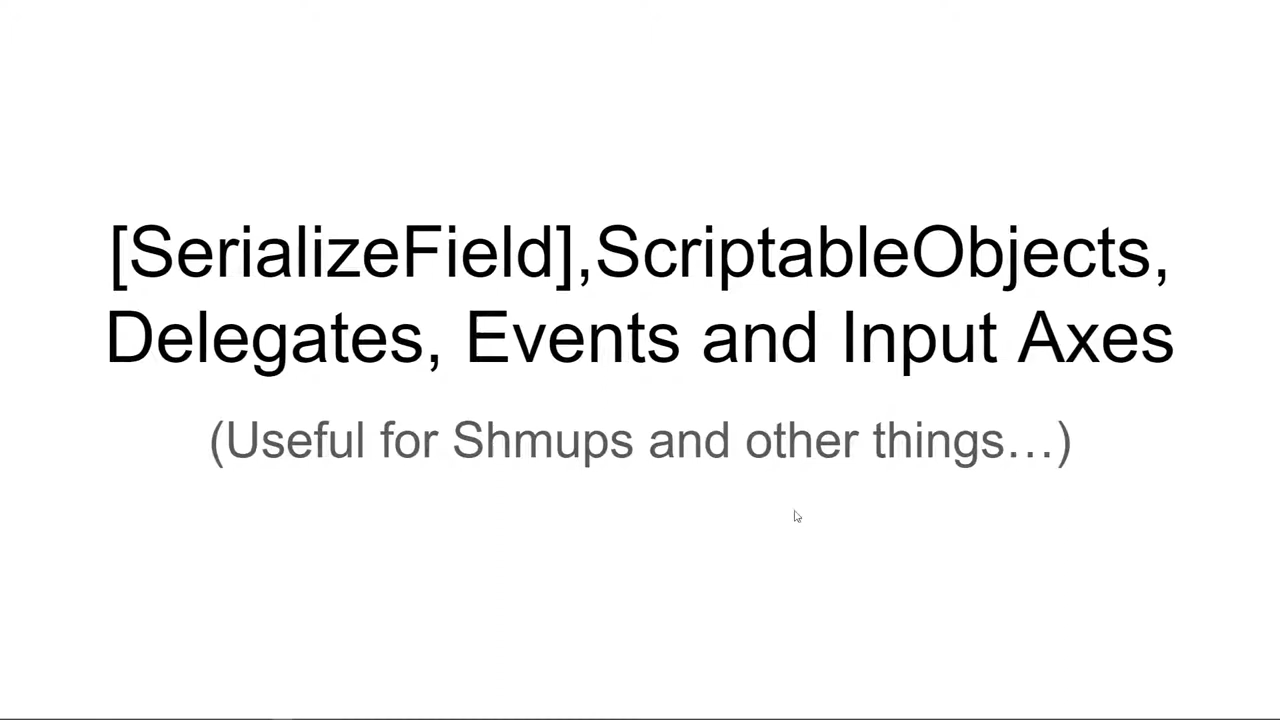 [SerializeField],ScriptableObjects,
Delegates, Events and Input Axes
(Useful for Shmups and other things…)